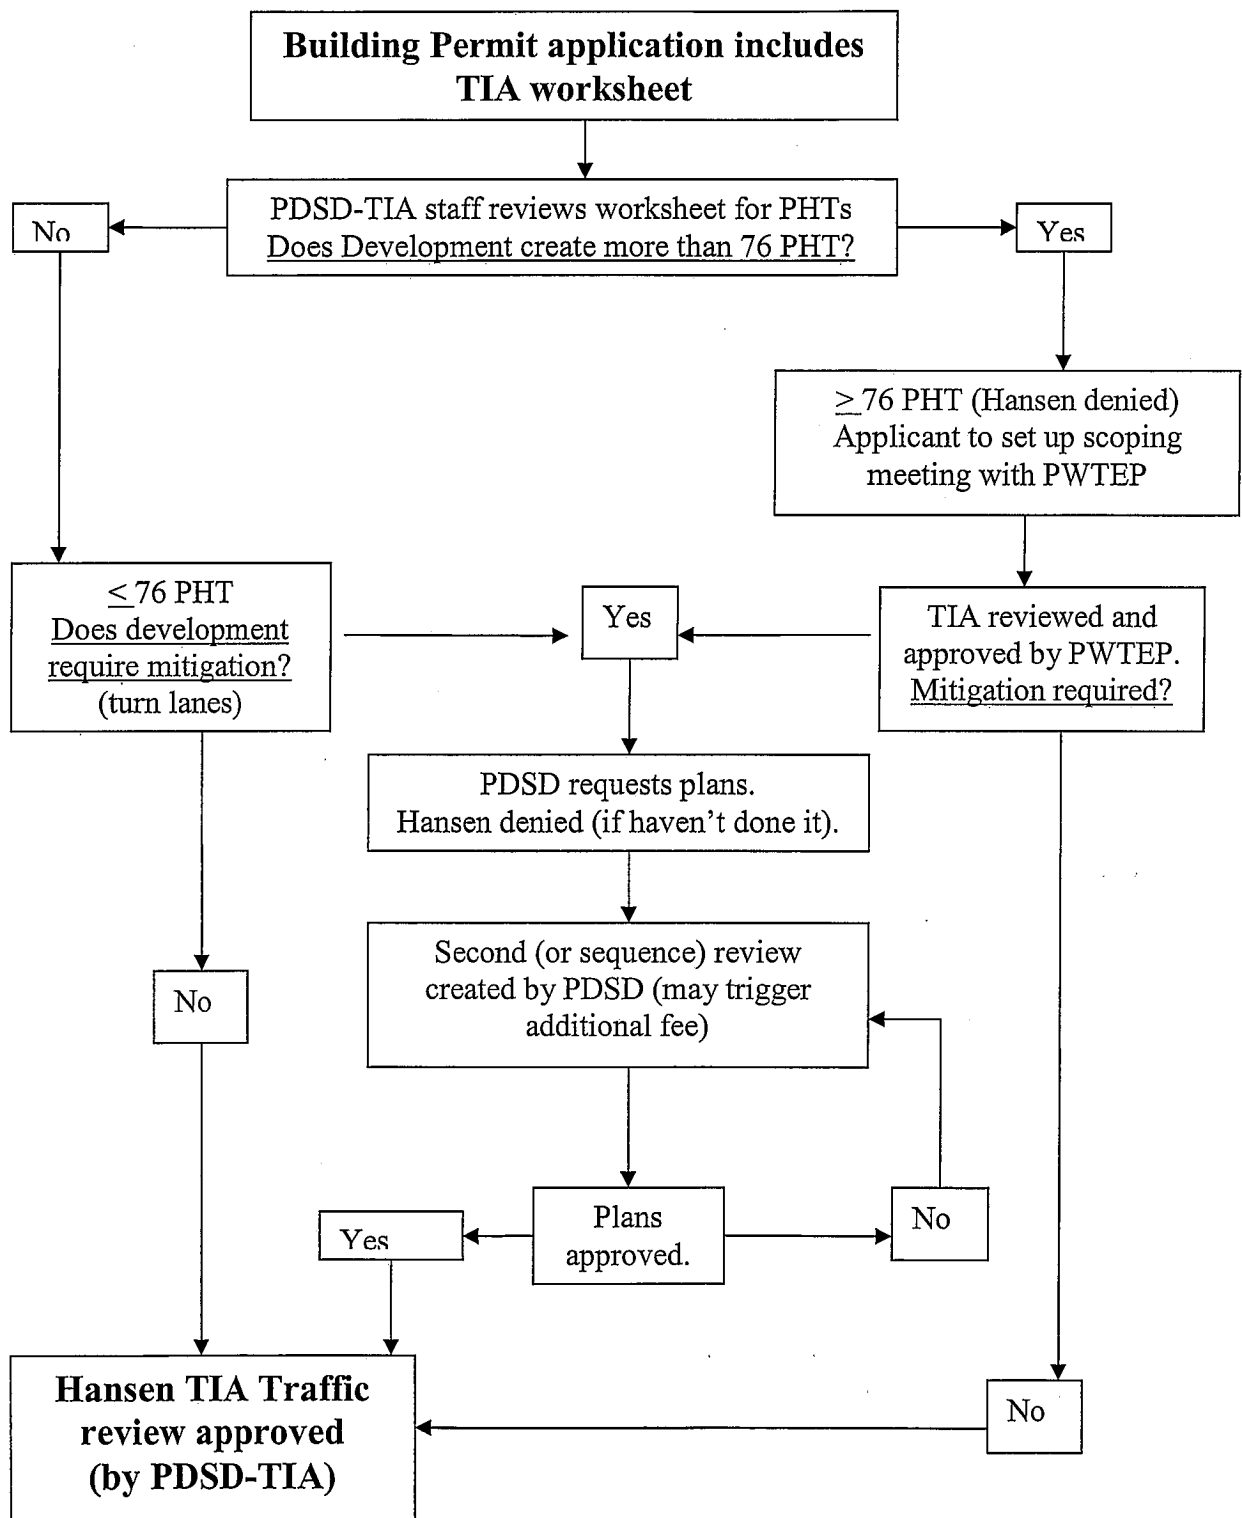 Building Permit application includes
TIA worksheet
PDSD-TIA staff reviews worksheet for PHTs
Does Development create more than 76 PHT?
No
Yes
≥ 76 PHT (Hansen denied)
Applicant to set up scoping
meeting with PWTEP
≤ 76 PHT
Does development
require mitigation?
(turn lanes)
Yes
TIA reviewed and
approved by PWTEP.
Mitigation required?
PDSD requests plans.
Hansen denied (if haven't done it).
Second (or sequence) review
created by PDSD (may trigger
additional fee)
No
Plans
approved.
Yes
No
Hansen TIA Traffic
review approved
(by PDSD-TIA)
No